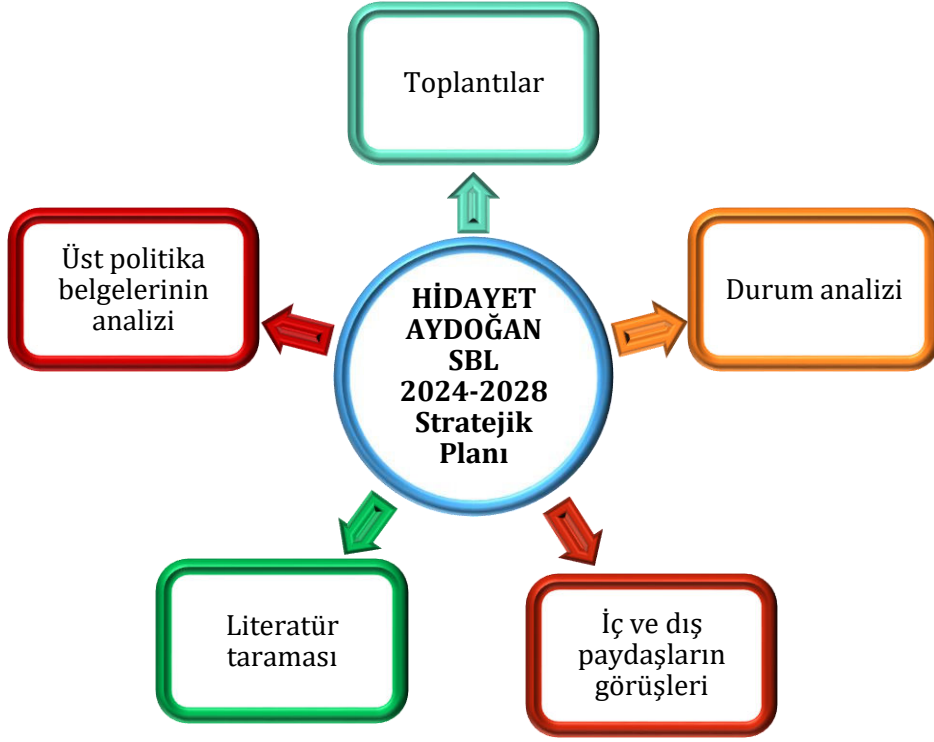 Toplantılar
Üst politika
belgelerinin
analizi
HİDAYET
AYDOĞAN
SBL
2024-2028
Stratejik
Planı
Durum analizi
Literatür
taraması
İç ve dış
paydaşların
görüşleri